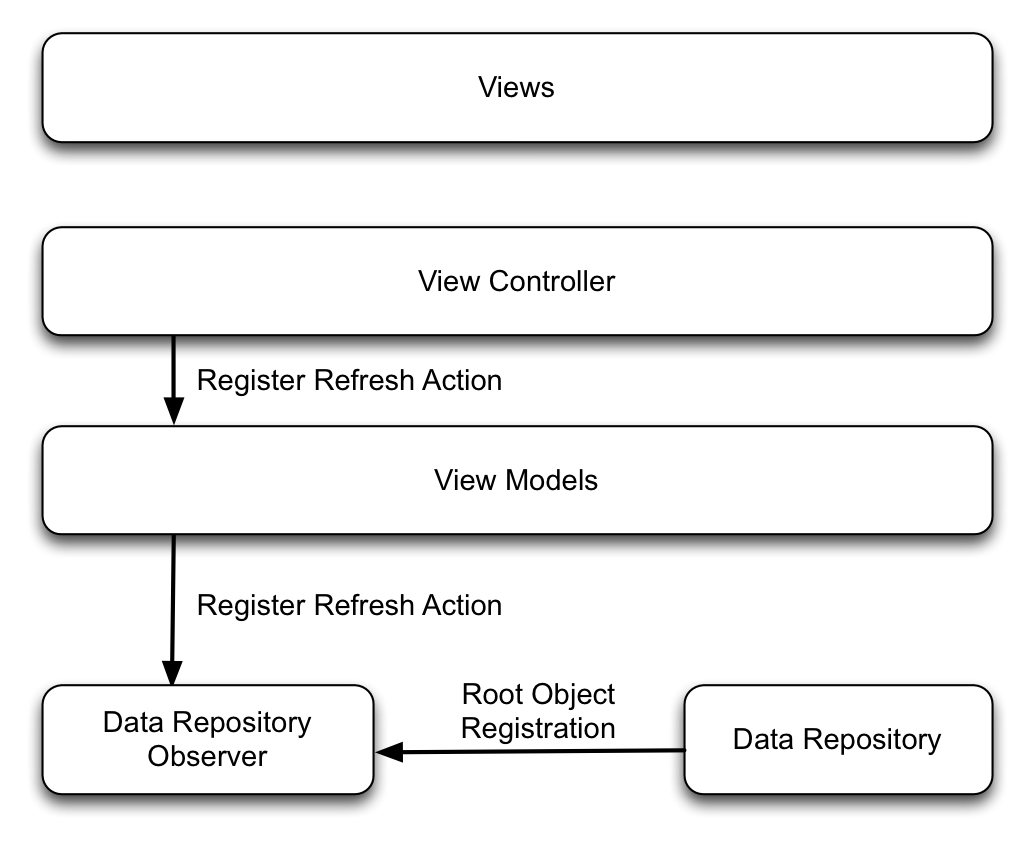 Views
View Controller
Register Refresh Action
View Models
Register Refresh Action
Root Object
Registration
Data Repository
Observer
Data Repository